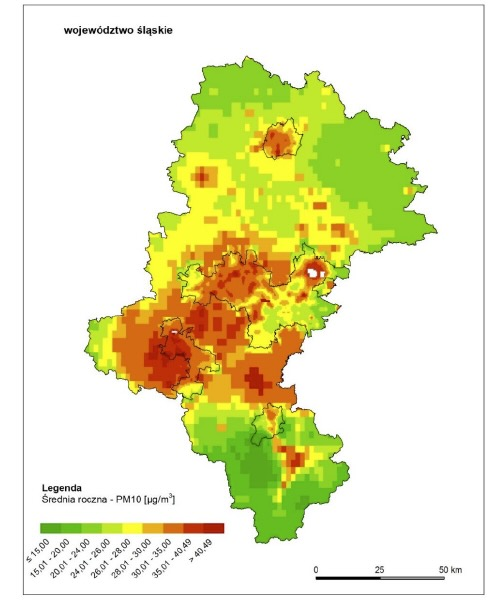 województwo śląskie
Legenda
Średnia roczna - PM10 [µg/m³]
≤ 15,00
15,01 - 20,00
20,01 - 24,00
24,01 - 26,00
26,01 - 28,00
28,01 - 30,00
30,01 - 35,00
35,01 - 40,49
> 40,49
0 25 50 km